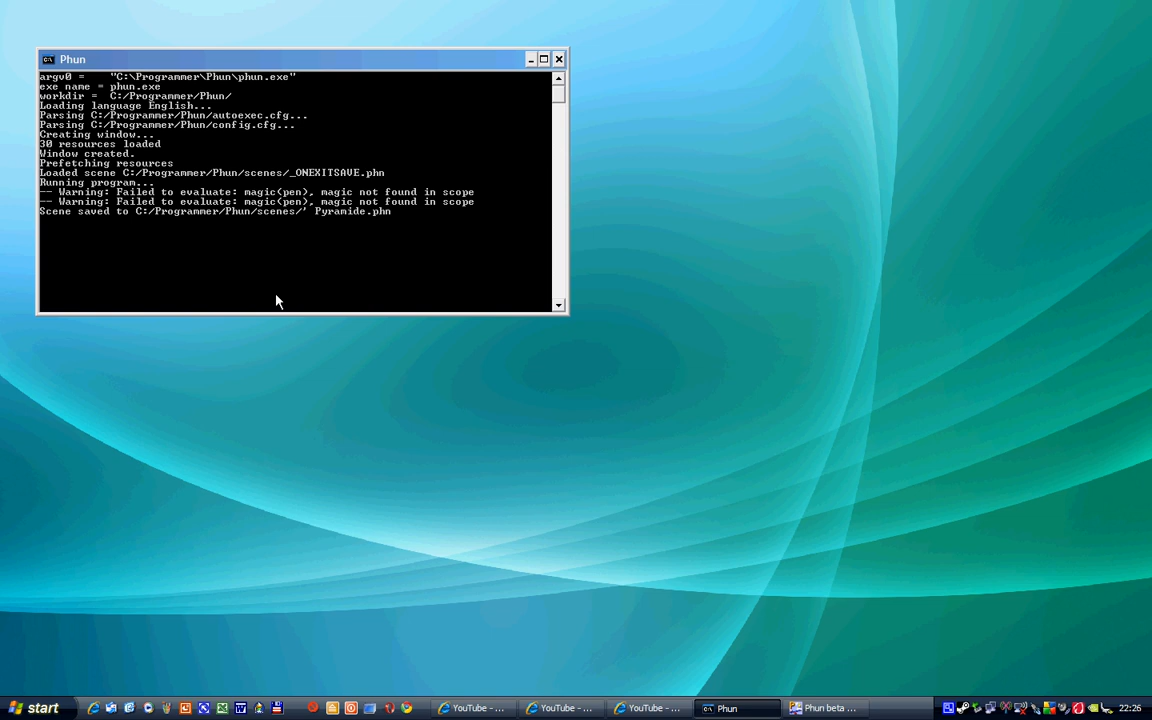 Phun
argv0 =    "C:\Programmer\Phun\phun.exe"
exe name = phun.exe
workdir =  C:/Programmer/Phun/
Loading language English...
Parsing C:/Programmer/Phun/autoexec.cfg...
Parsing C:/Programmer/Phun/config.cfg...
Creating window...
30 resources loaded
Window created.
Prefetching resources
Loaded scene C:/Programmer/Phun/scenes/_ONEXITSAVE.phn
Running program...
-- Warning: Failed to evaluate: magic(pen), magic not found in scope
-- Warning: Failed to evaluate: magic(pen), magic not found in scope
Scene saved to C:/Programmer/Phun/scenes/' Pyramide.phn
start
YouTube - ...
YouTube - ...
YouTube - ...
Phun
Phun beta ...
22:26